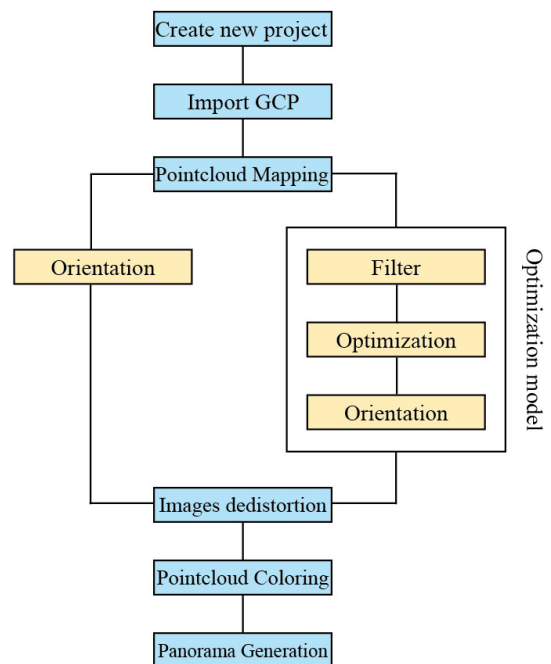 Create new project
Import GCP
Pointcloud Mapping
Orientation
Filter
Optimization
Orientation
Optimization model
Images dedistortion
Pointcloud Coloring
Panorama Generation